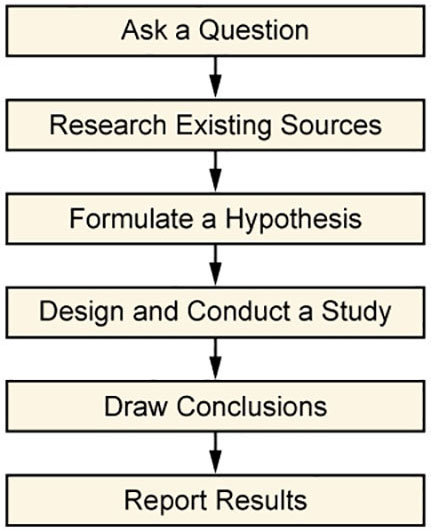 Ask a Question
Research Existing Sources
Formulate a Hypothesis
Design and Conduct a Study
Draw Conclusions
Report Results